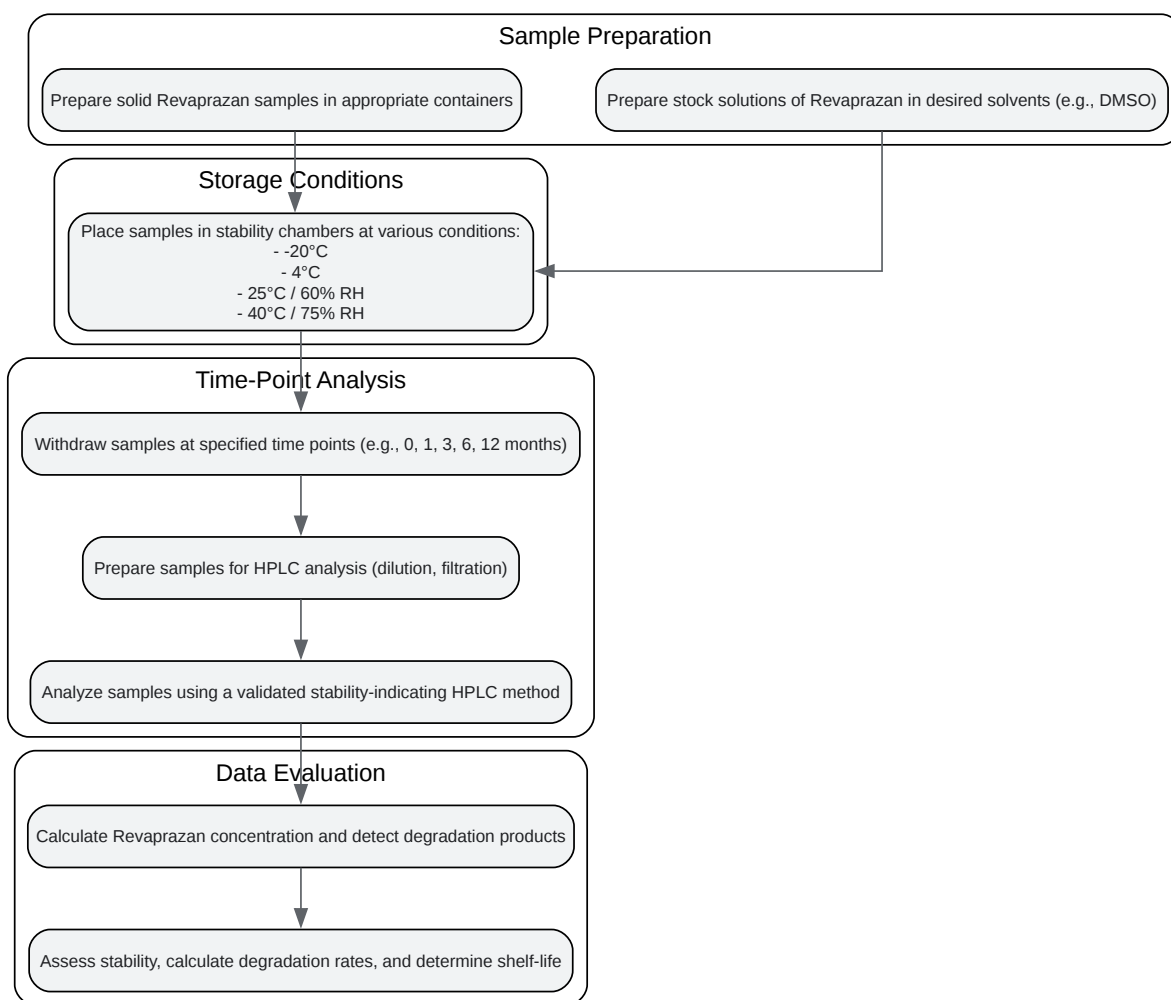 Sample Preparation
Prepare solid Revaprazan samples in appropriate containers
Prepare stock solutions of Revaprazan in desired solvents (e.g., DMSO)
Storage Conditions
Place samples in stability chambers at various conditions:
- -20°C
- 4°C
- 25°C / 60% RH
- 40°C / 75% RH
Time-Point Analysis
Withdraw samples at specified time points (e.g., 0, 1, 3, 6, 12 months)
Prepare samples for HPLC analysis (dilution, filtration)
Analyze samples using a validated stability-indicating HPLC method
Data Evaluation
Calculate Revaprazan concentration and detect degradation products
Assess stability, calculate degradation rates, and determine shelf-life